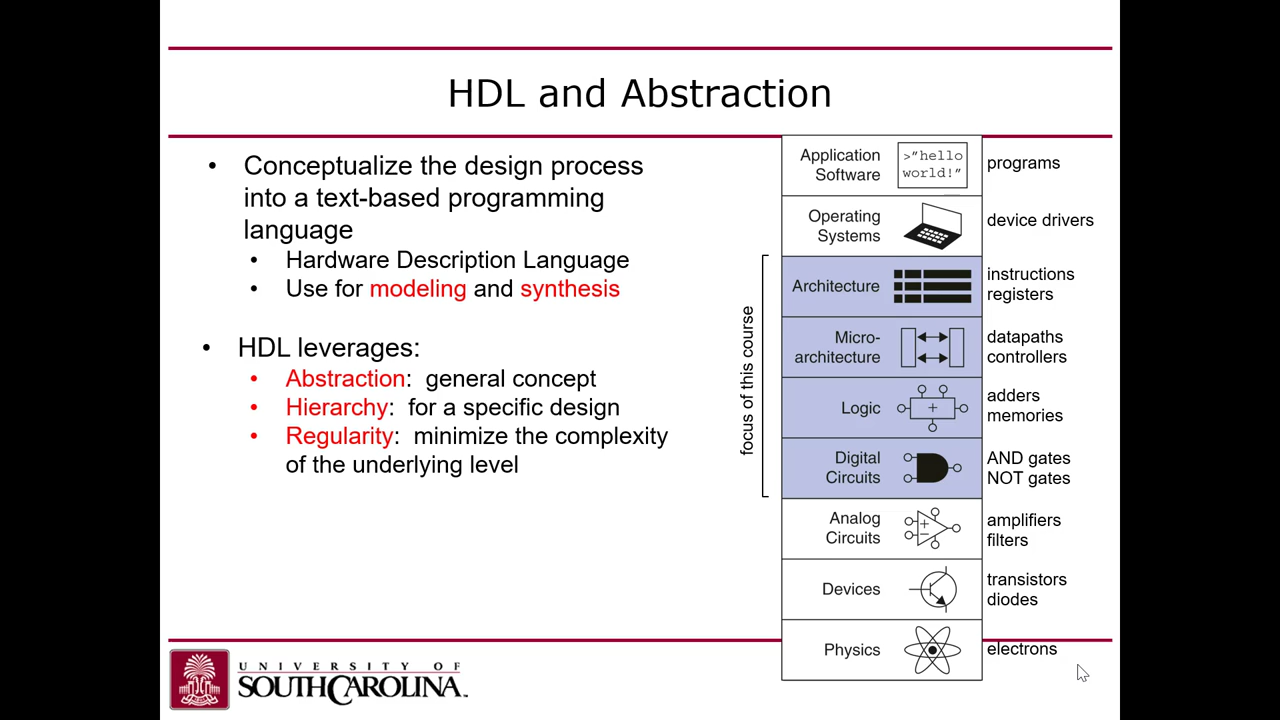 HDL and Abstraction
• Conceptualize the design process
into a text-based programming
language
• Hardware Description Language
• Use for modeling and synthesis
• HDL leverages:
• Abstraction: general concept
• Hierarchy: for a specific design
• Regularity: minimize the complexity
of the underlying level
focus of this course
Application
Software
>"hello
world!"
programs
Operating
Systems
device drivers
Architecture
instructions
registers
Micro-
architecture
datapaths
controllers
Logic
adders
memories
Digital
Circuits
AND gates
NOT gates
Analog
Circuits
amplifiers
filters
Devices
transistors
diodes
Physics
electrons
UNIVERSITY OF
SOUTH CAROLINA